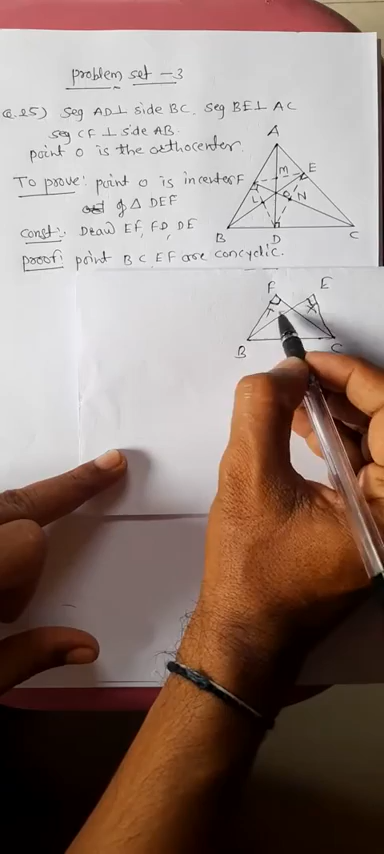 problem set - 3
Q.25) seg AD⊥ side BC. seg BE⊥ AC
seg CF ⊥ side AB.
point O is the orthocenter.
To prove: point O is incenter
of △ DEF
const:- Draw EF, FD, DE
proof: point B C, EF are concyclic.
A
M
E
F
L
O
N
B
D
C
F
E
B
C